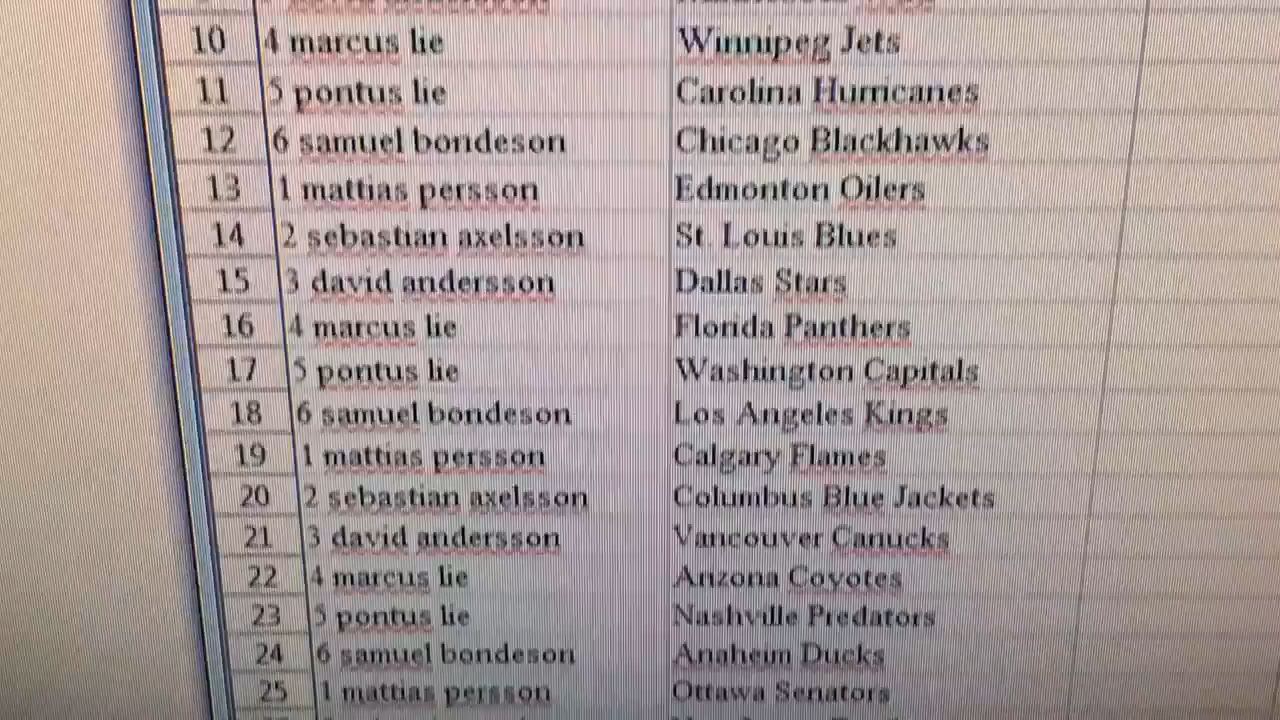 10 4 marcus lie Winnipeg Jets
11 5 pontus lie Carolina Hurricanes
12 6 samuel bondeson Chicago Blackhawks
13 1 mattias persson Edmonton Oilers
14 2 sebastian axelsson St. Louis Blues
15 3 david andersson Dallas Stars
16 4 marcus lie Florida Panthers
17 5 pontus lie Washington Capitals
18 6 samuel bondeson Los Angeles Kings
19 1 mattias persson Calgary Flames
20 2 sebastian axelsson Columbus Blue Jackets
21 3 david andersson Vancouver Canucks
22 4 marcus lie Arizona Coyotes
23 5 pontus lie Nashville Predators
24 6 samuel bondeson Anaheim Ducks
25 1 mattias persson Ottawa Senators